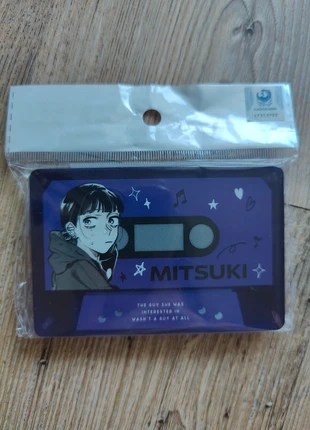 MITSUKI
THE GUY SHE WAS
INTERESTED IN
WASN'T A GUY AT ALL